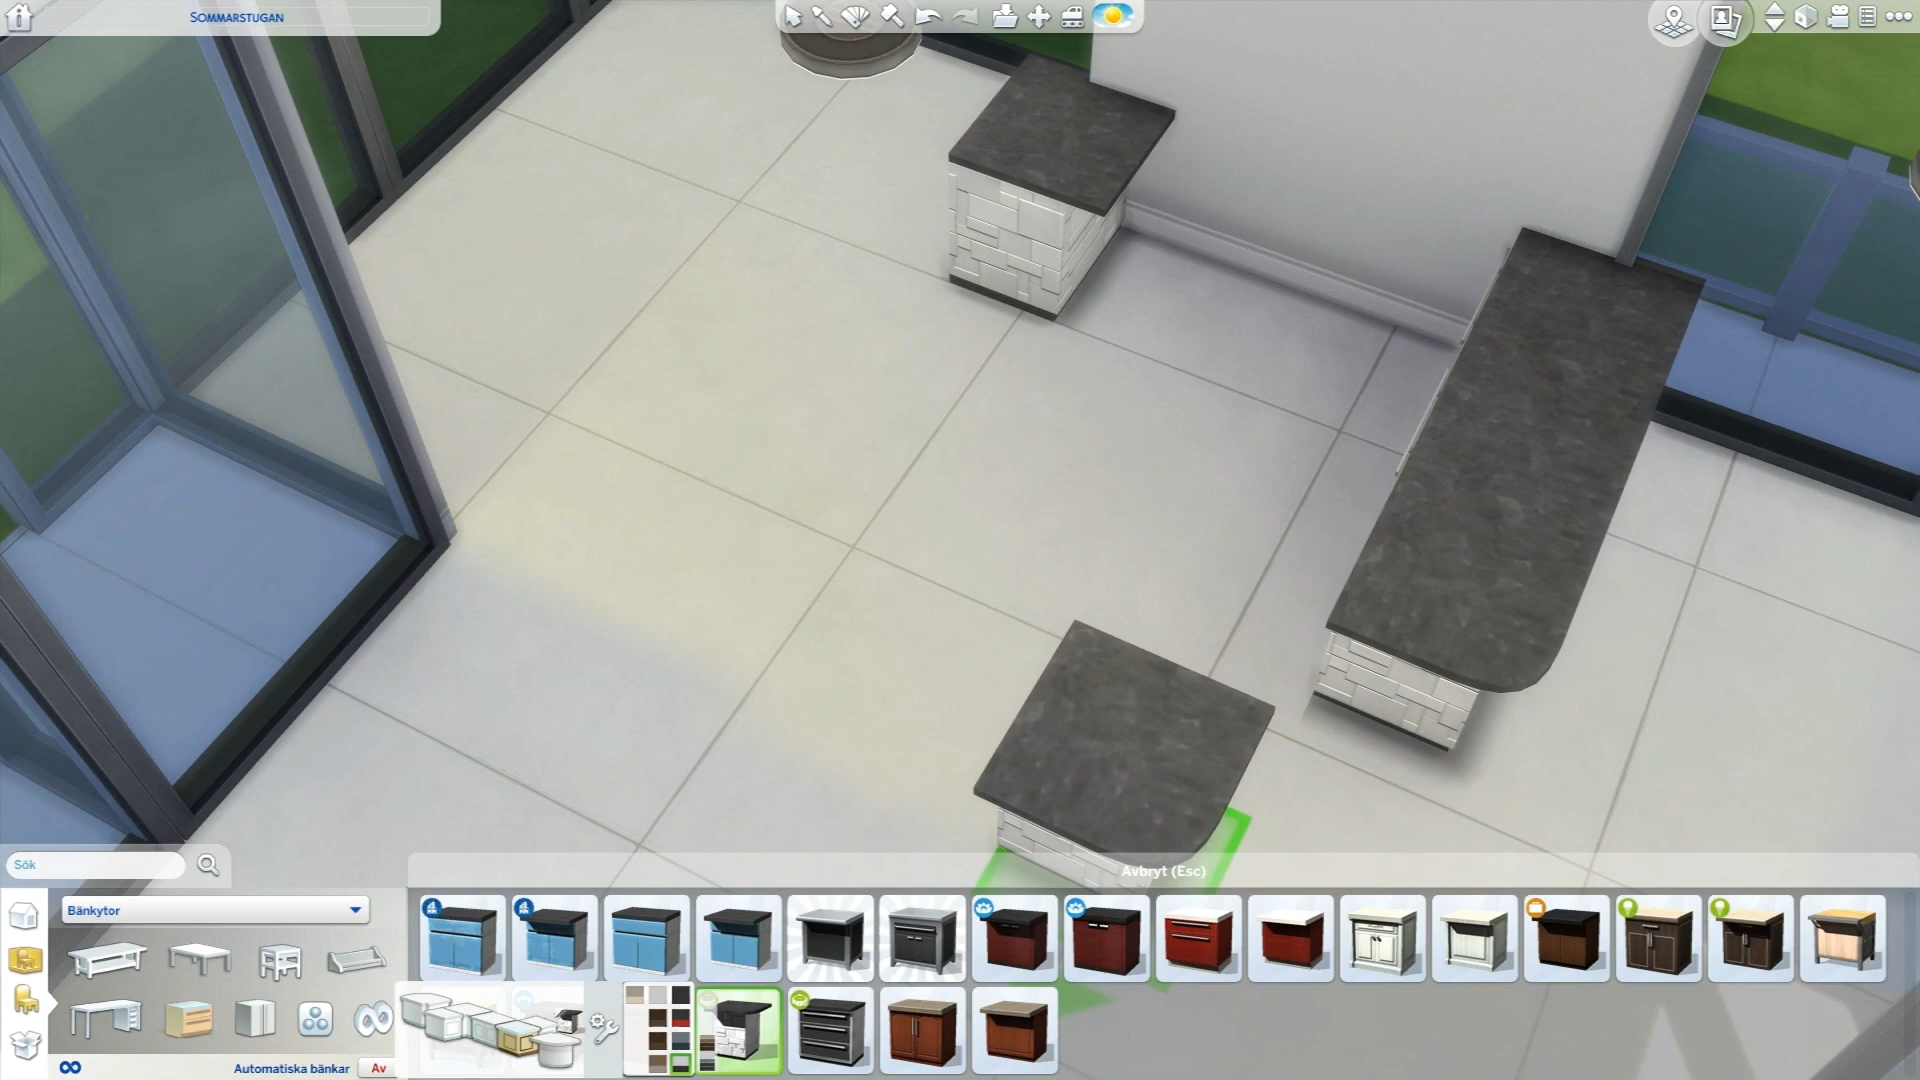 SOMMARSTUGAN
Sök
Avbryt (Esc)
Bänkytor
Automatiska bänkar
Av